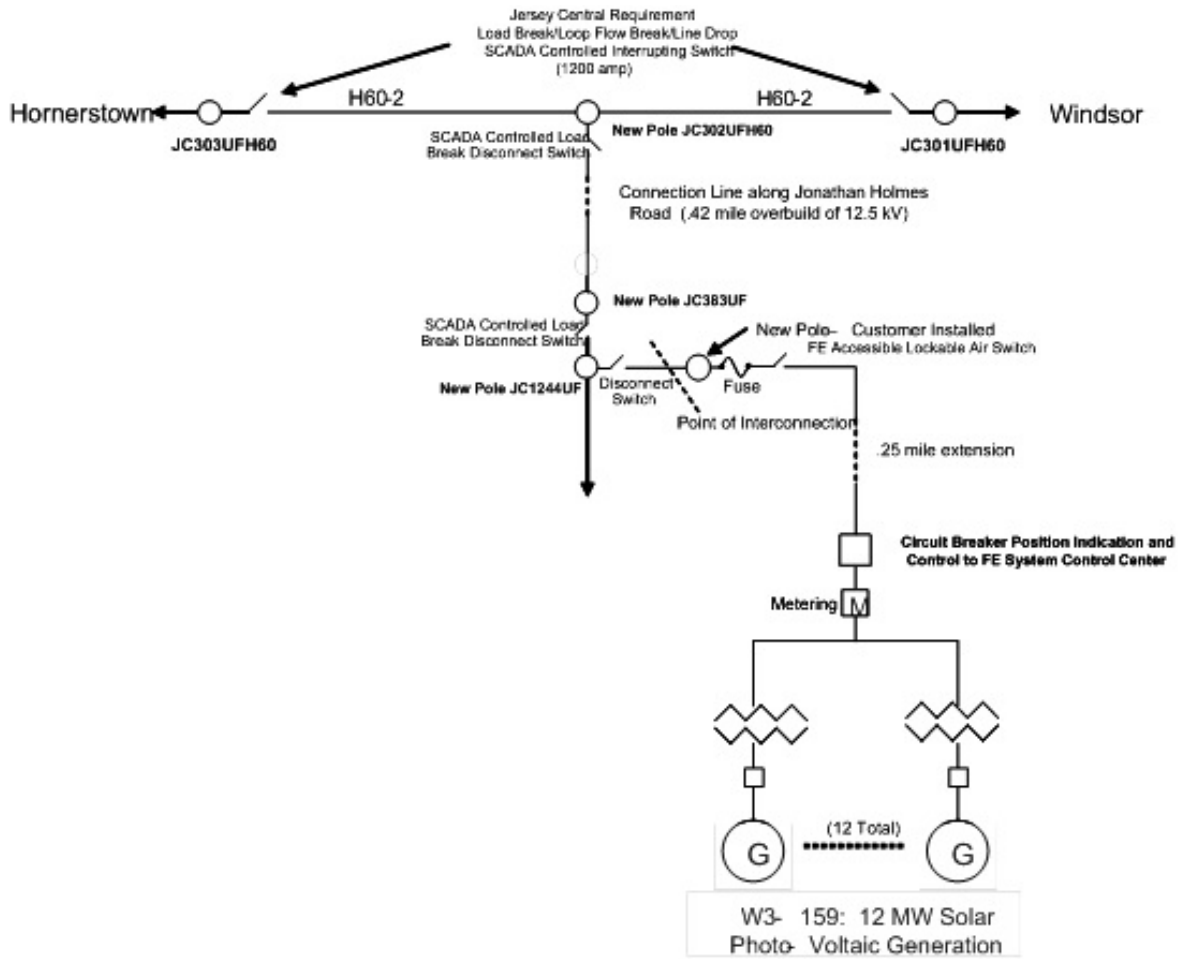 Jersey Central Requirement
Load Break/Loop Flow Break/Line Drop
SCADA Controlled Interrupting Switch
(1200 amp)
Hornerstown
H60-2
H60-2
Windsor
JC303UFH60
New Pole JC302UFH60
JC301UFH60
SCADA Controlled Load
Break Disconnect Switch
Connection Line along Jonathan Holmes
Road (.42 mile overbuild of 12.5 kV)
New Pole JC383UF
SCADA Controlled Load
Break Disconnect Switch
New Pole- Customer Installed
FE Accessible Lockable Air Switch
New Pole JC1244UF
Disconnect
Switch
Fuse
Point of Interconnection
.25 mile extension
Circuit Breaker Position Indication and
Control to FE System Control Center
Metering
M
(12 Total)
G
G
W3- 159: 12 MW Solar
Photo- Voltaic Generation